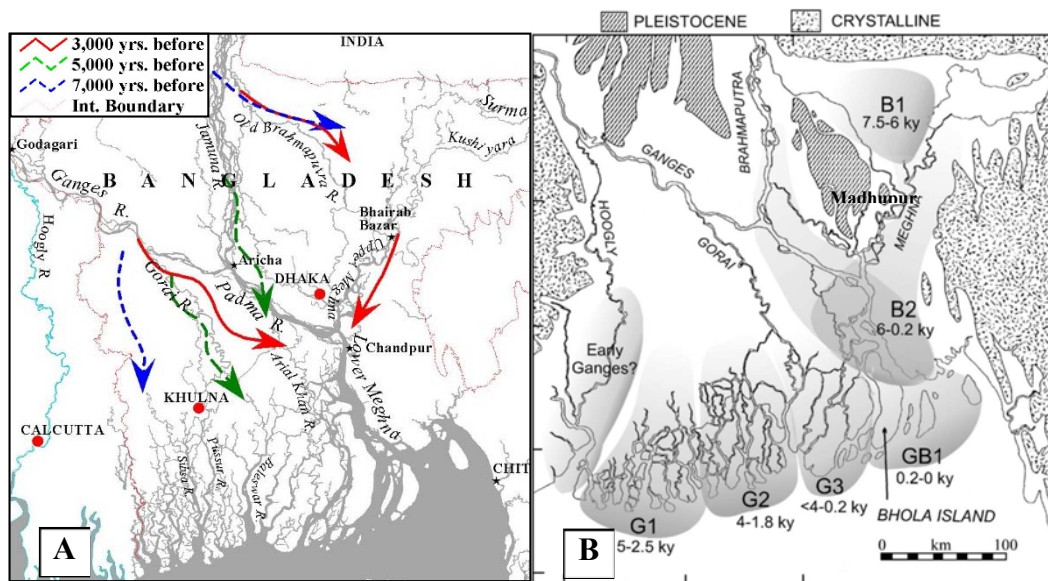 3,000 yrs. before
5,000 yrs. before
7,000 yrs. before
Int. Boundary
INDIA
Surma
Kushiyara
Old Brahmaputra R.
Jamuna R.
Godagari
Ganges R.
BANGLADESH
Hoogly R.
Bhairab
Bazar
Upper Meghna
Aricha
DHAKA
Gorai R.
Padma R.
Chandpur
Lower Meghna
Arial Khan R.
KHULNA
CALCUTTA
Sibsa R.
Pussur R.
Baleswar R.
CHIT
A
PLEISTOCENE
CRYSTALLINE
B1
7.5-6 ky
BRAHMAPUTRA
GANGES
Madhupur
MEGHNA
HOOGLY
GORAI
B2
6-0.2 ky
Early
Ganges?
GB1
0.2-0 ky
G3
<4-0.2 ky
G2
4-1.8 ky
G1
5-2.5 ky
BHOLA ISLAND
0 km 100
B